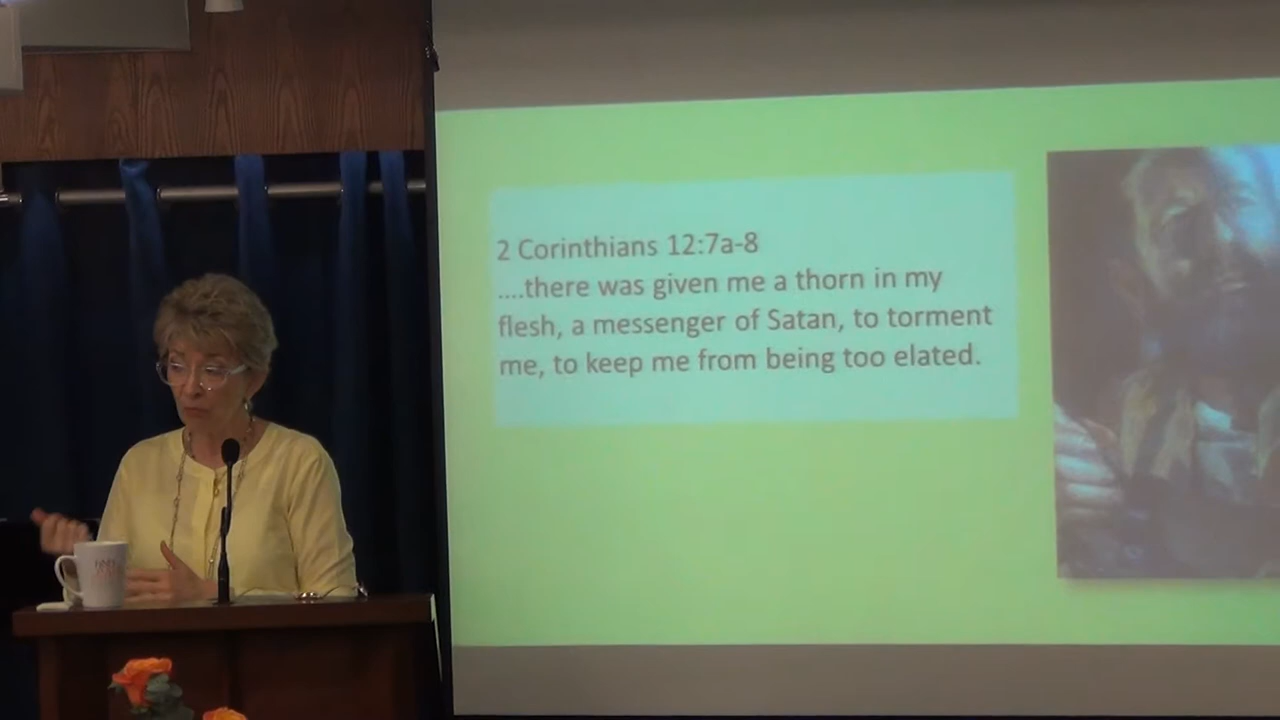 2 Corinthians 12:7a-8
....there was given me a thorn in my
flesh, a messenger of Satan, to torment
me, to keep me from being too elated.